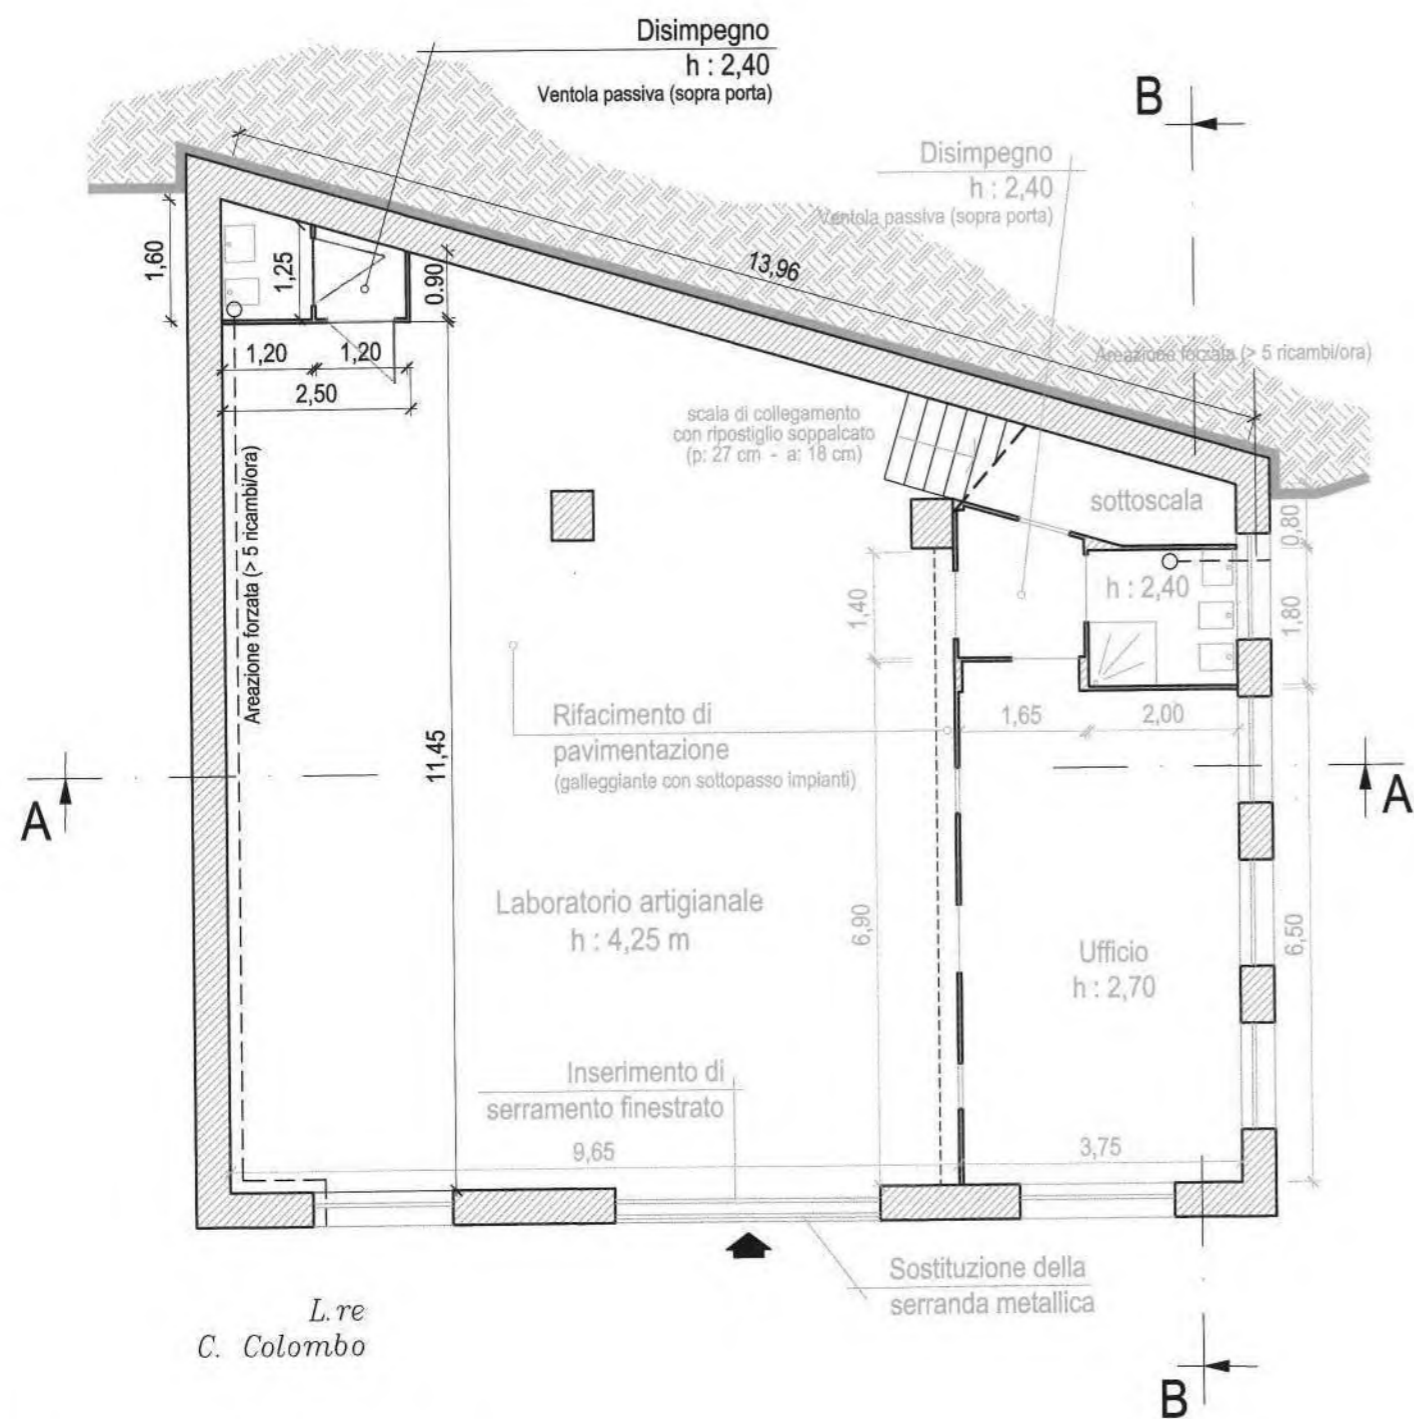 Disimpegno
h : 2,40
Ventola passiva (sopra porta)
B
Disimpegno
h : 2,40
Ventola passiva (sopra porta)
13,96
1,60
1,25
0.90
1,20
1,20
2,50
Areazione forzata (> 5 ricambi/ora)
scala di collegamento
con ripostiglio soppalcato
(p: 27 cm - a: 18 cm)
sottoscala
0,80
h : 2,40
1,40
1,80
Areazione forzata (> 5 ricambi/ora)
Rifacimento di
pavimentazione
(galleggiante con sottopasso impianti)
1,65
2,00
11,45
A
A
Laboratorio artigianale
h : 4,25 m
6,90
Ufficio
h : 2,70
6,50
Inserimento di
serramento finestrato
9,65
3,75
Sostituzione della
serranda metallica
L.re
C. Colombo
B